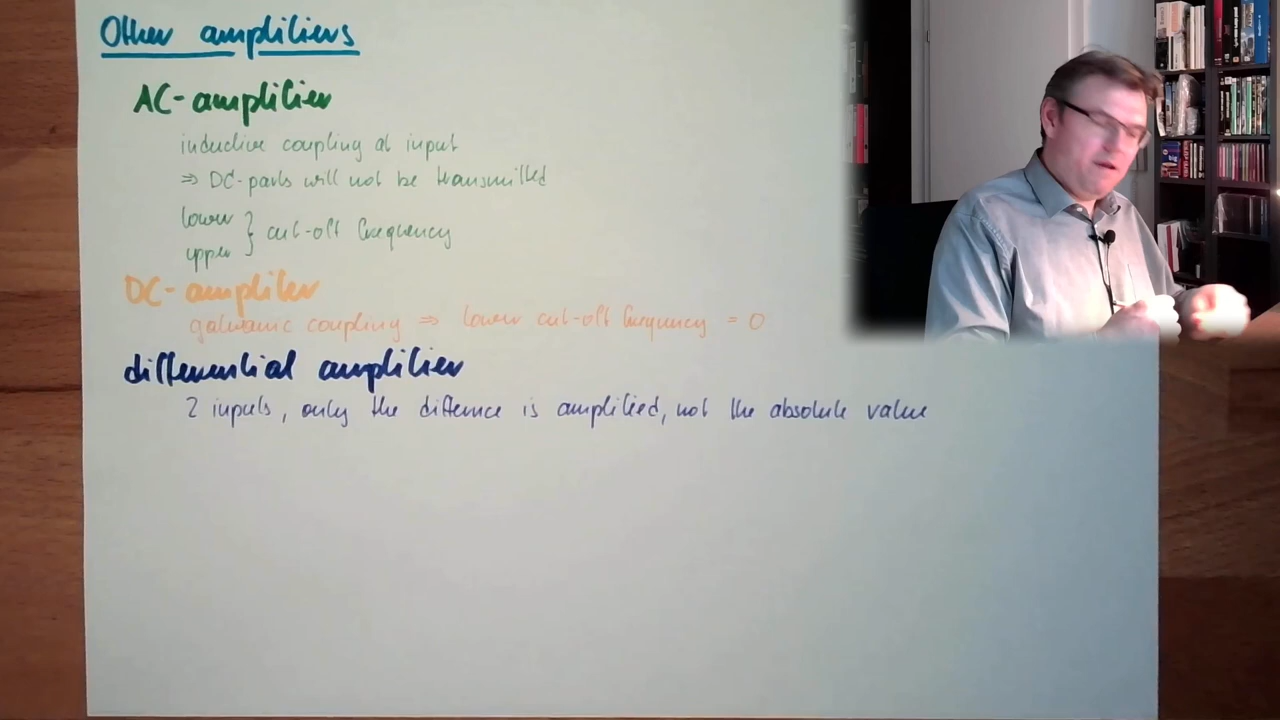 Other amplifiers
AC-amplifier
inductive coupling at input
⇒ DC-parts will not be transmitted
lower
upper } cut-off frequency
DC-amplifier
galvanic coupling ⇒ lower cut-off frequency = 0
differential amplifier
2 inputs, only the difference is amplified, not the absolute value